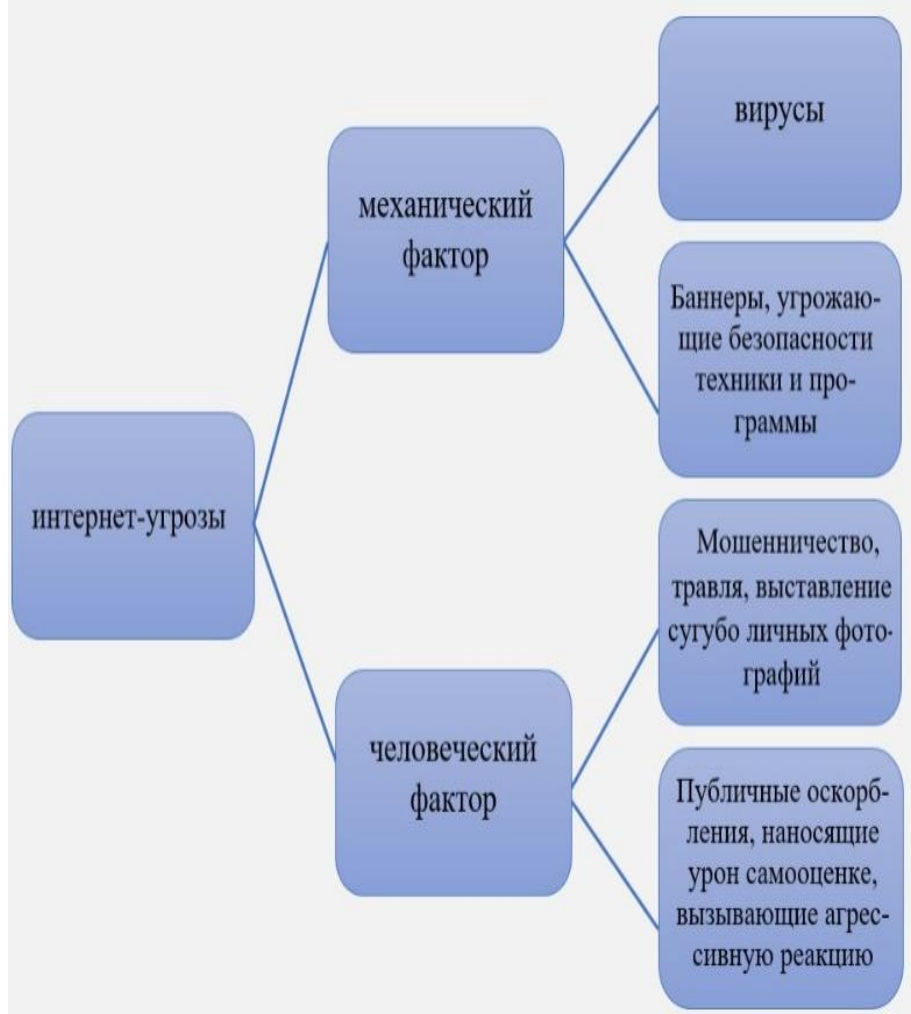 интернет-угрозы
механический
фактор
вирусы
Баннеры, угрожаю-
щие безопасности
техники и про-
граммы
человеческий
фактор
Мошенничество,
травля, выставление
сугубо личных фото-
графий
Публичные оскорб-
ления, наносящие
урон самооценке,
вызывающие агрес-
сивную реакцию